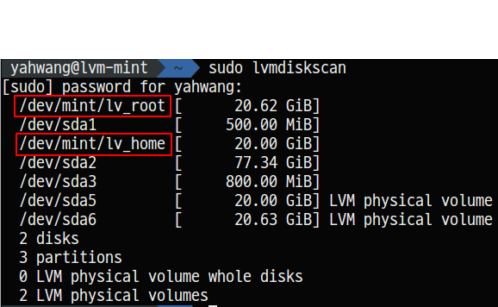 yahwang@lvm-mint ~ sudo lvmdiskscan
[sudo] password for yahwang:
/dev/mint/lv_root [ 20.62 GiB]
/dev/sda1 [ 500.00 MiB]
/dev/mint/lv_home [ 20.00 GiB]
/dev/sda2 [ 77.34 GiB]
/dev/sda3 [ 800.00 MiB]
/dev/sda5 [ 20.00 GiB] LVM physical volume
/dev/sda6 [ 20.63 GiB] LVM physical volume
2 disks
3 partitions
0 LVM physical volume whole disks
2 LVM physical volumes